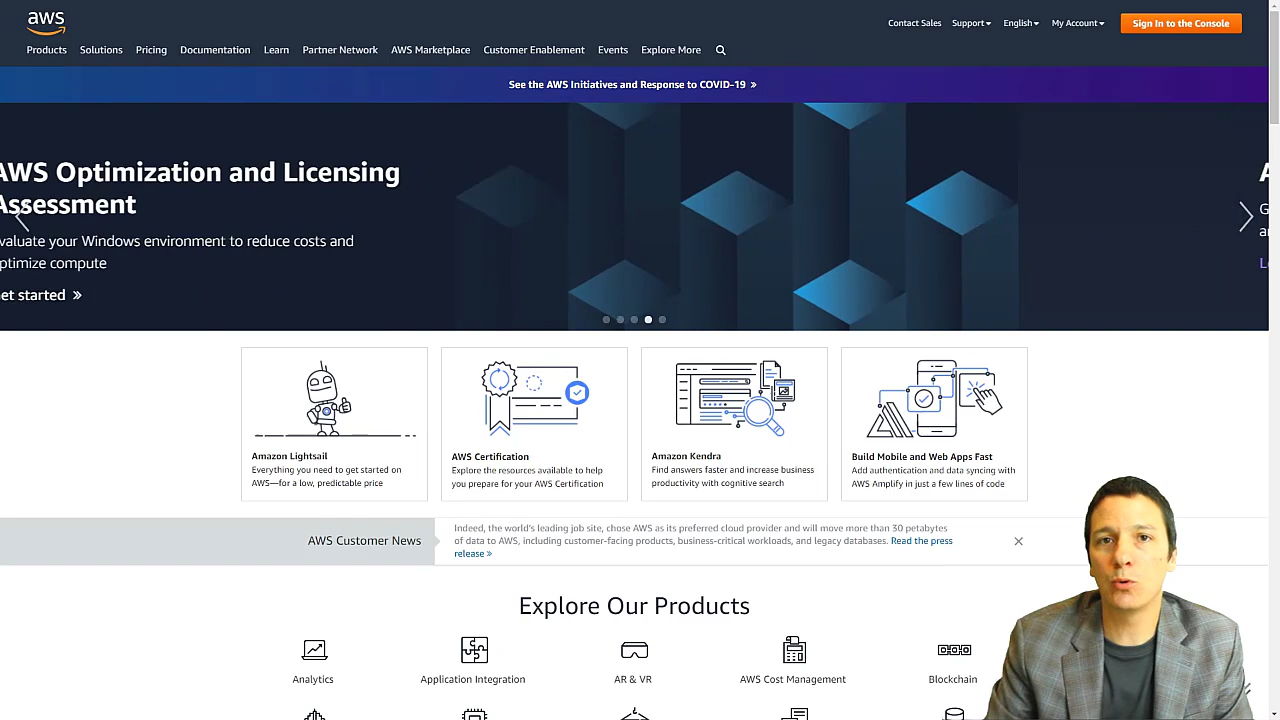 aws
Contact Sales Support English My Account Sign In to the Console
Products Solutions Pricing Documentation Learn Partner Network AWS Marketplace Customer Enablement Events Explore More
See the AWS Initiatives and Response to COVID-19 »
AWS Optimization and Licensing
Assessment
valuate your Windows environment to reduce costs and
ptimize compute
et started »
A
G
ar
Le
Amazon Lightsail
Everything you need to get started on
AWS—for a low, predictable price
AWS Certification
Explore the resources available to help
you prepare for your AWS Certification
Amazon Kendra
Find answers faster and increase business
productivity with cognitive search
Build Mobile and Web Apps Fast
Add authentication and data syncing with
AWS Amplify in just a few lines of code
AWS Customer News
Indeed, the world's leading job site, chose AWS as its preferred cloud provider and will move more than 30 petabytes
of data to AWS, including customer-facing products, business-critical workloads, and legacy databases. Read the press
release »
Explore Our Products
Analytics
Application Integration
AR & VR
AWS Cost Management
Blockchain